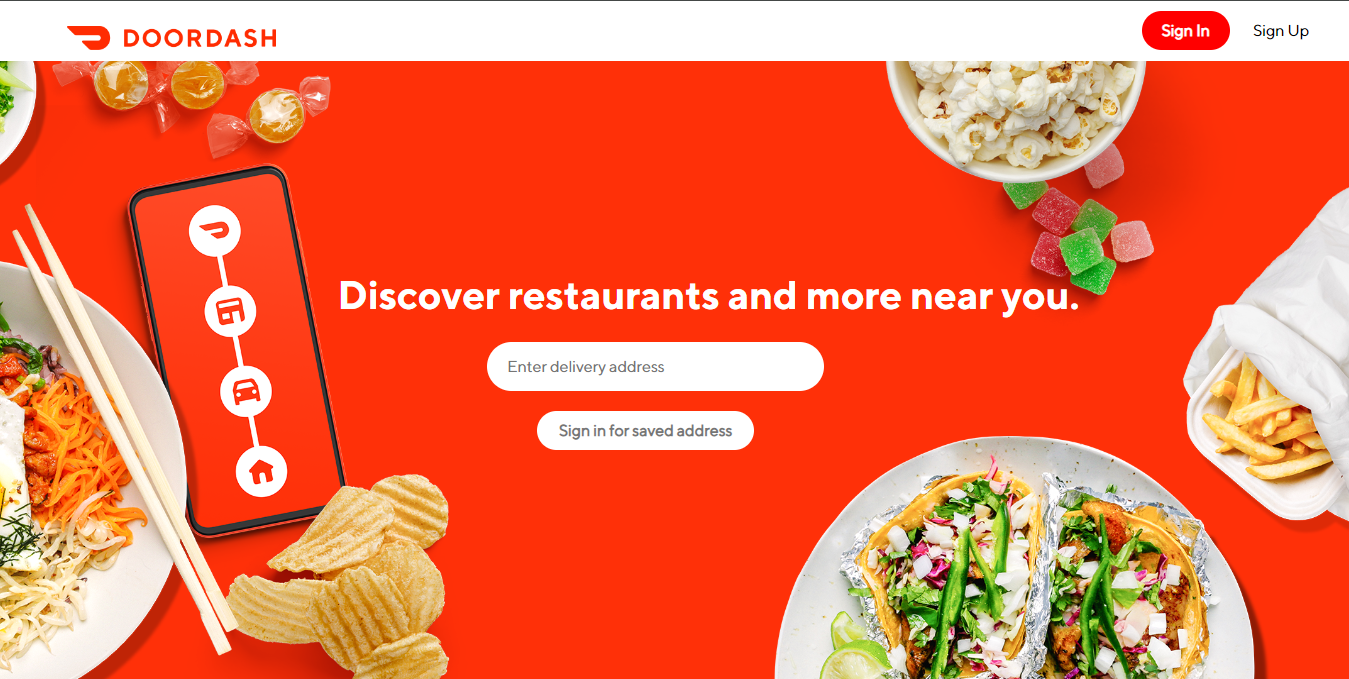 DOORDASH
Sign In
Sign Up
Discover restaurants and more near you.
Enter delivery address
Sign in for saved address